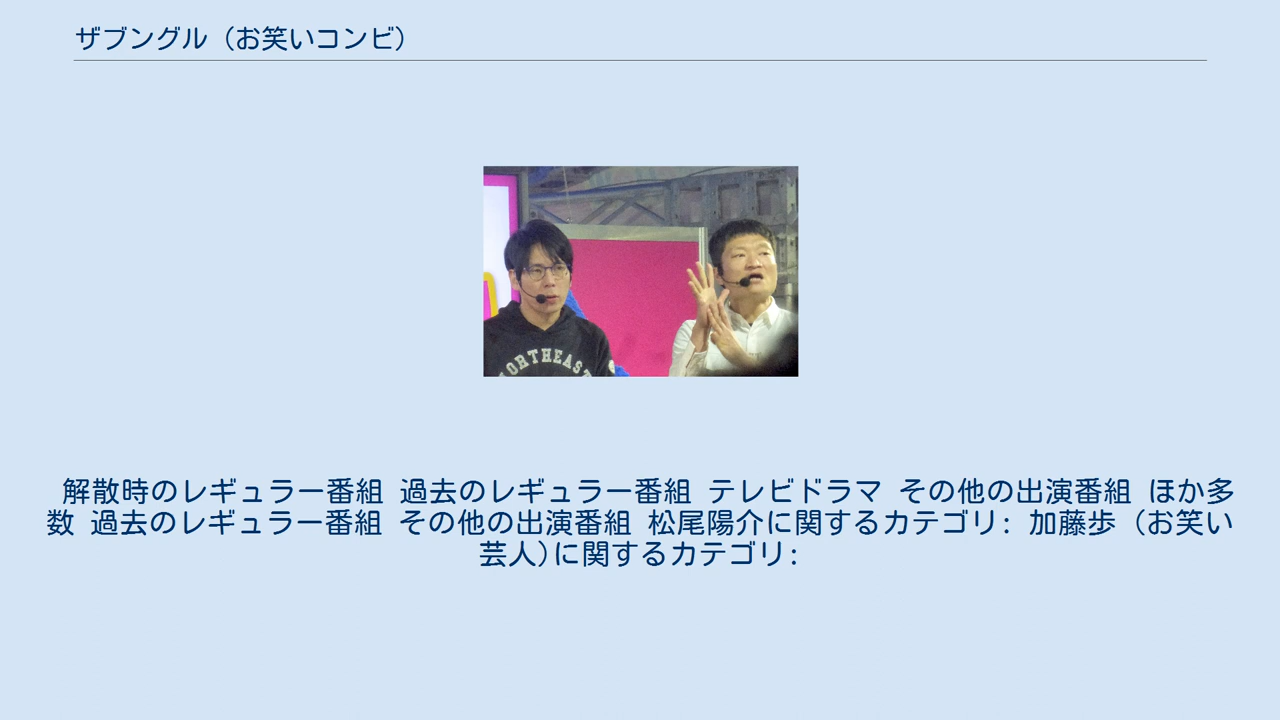 ザブングル (お笑いコンビ)
NORTHEAST
解散時のレギュラー番組 過去のレギュラー番組 テレビドラマ その他の出演番組 ほか多
数 過去のレギュラー番組 その他の出演番組 松尾陽介に関するカテゴリ: 加藤歩 (お笑い
芸人)に関するカテゴリ: